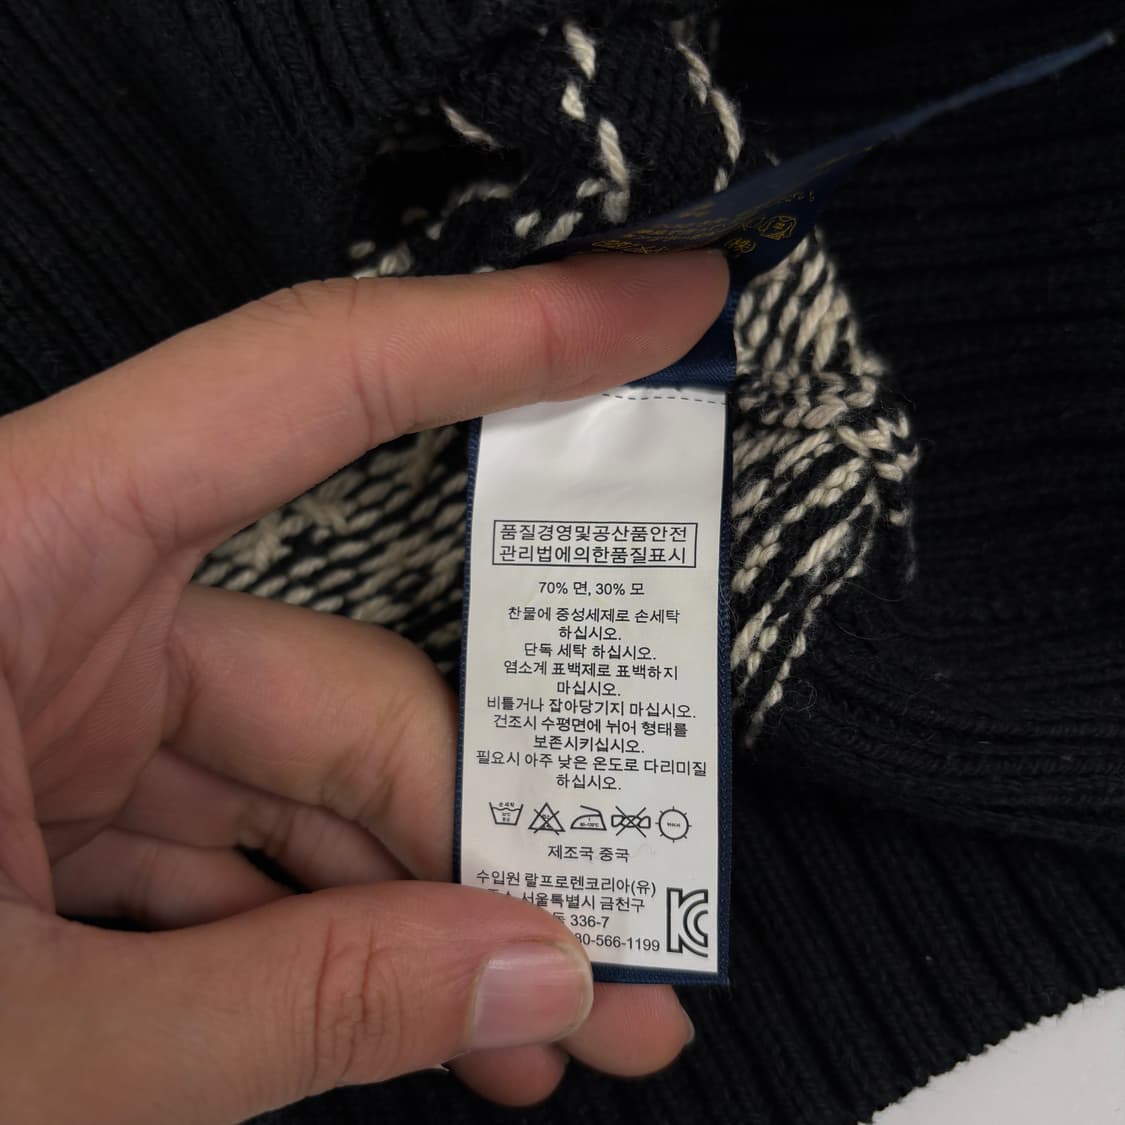 품질경영및공산품안전
관리법에의한품질표시
70% 면, 30% 모
찬물에 중성세제로 손세탁
하십시오.
단독 세탁 하십시오.
염소계 표백제로 표백하지
마십시오.
비틀거나 잡아당기지 마십시오.
건조시 수평면에 뉘어 형태를
보존시키십시오.
필요시 아주 낮은 온도로 다리미질
하십시오.
제조국 중국
수입원 랄프로렌코리아(유)
서울특별시 금천구
336-7
80-566-1199